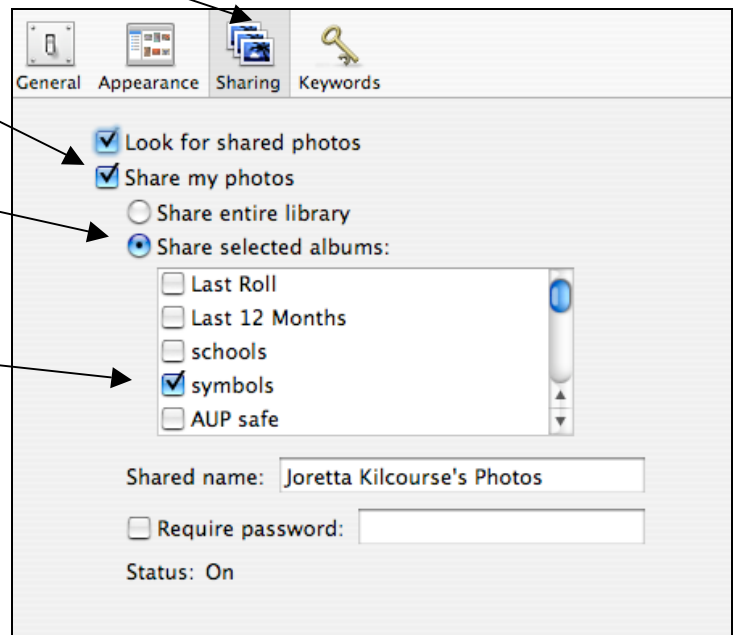 General Appearance Sharing Keywords
Look for shared photos
Share my photos
Share entire library
Share selected albums:
Last Roll
Last 12 Months
schools
symbols
AUP safe
Shared name: Joretta Kilcourse's Photos
Require password:
Status: On